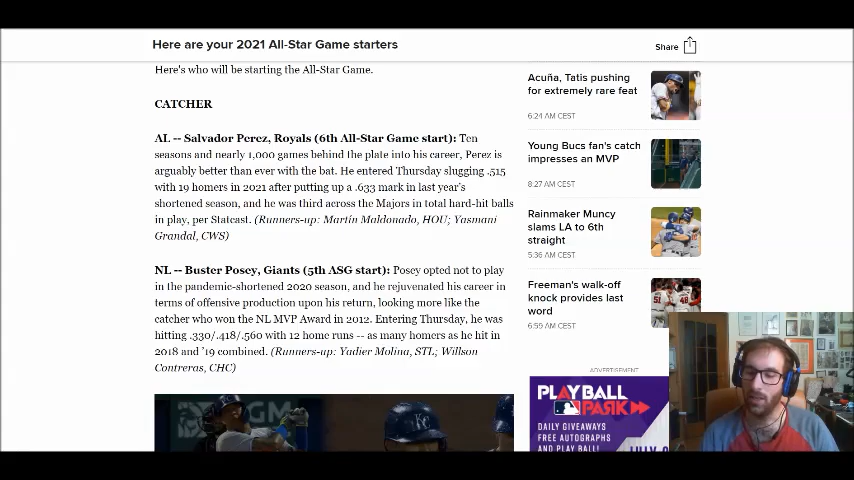 Here are your 2021 All-Star Game starters
Share
Here's who will be starting the All-Star Game.
CATCHER
AL -- Salvador Perez, Royals (6th All-Star Game start): Ten
seasons and nearly 1,000 games behind the plate into his career, Perez is
arguably better than ever with the bat. He entered Thursday slugging .515
with 19 homers in 2021 after putting up a .633 mark in last year's
shortened season, and he was third across the Majors in total hard-hit balls
in play, per Statcast. (Runners-up: Martín Maldonado, HOU; Yasmani
Grandal, CWS)
NL -- Buster Posey, Giants (5th ASG start): Posey opted not to play
in the pandemic-shortened 2020 season, and he rejuvenated his career in
terms of offensive production upon his return, looking more like the
catcher who won the NL MVP Award in 2012. Entering Thursday, he was
hitting .330/.418/.560 with 12 home runs -- as many homers as he hit in
2018 and '19 combined. (Runners-up: Yadier Molina, STL; Willson
Contreras, CHC)
Acuña, Tatis pushing
for extremely rare feat
6:24 AM CEST
Young Bucs fan's catch
impresses an MVP
8:27 AM CEST
Rainmaker Muncy
slams LA to 6th
straight
5:36 AM CEST
Freeman's walk-off
knock provides last
word
6:59 AM CEST
51 48
ADVERTISEMENT
PLAY BALL
PARK
DAILY GIVEAWAYS
FREE AUTOGRAPHS
AND PLAY BALL!
KC